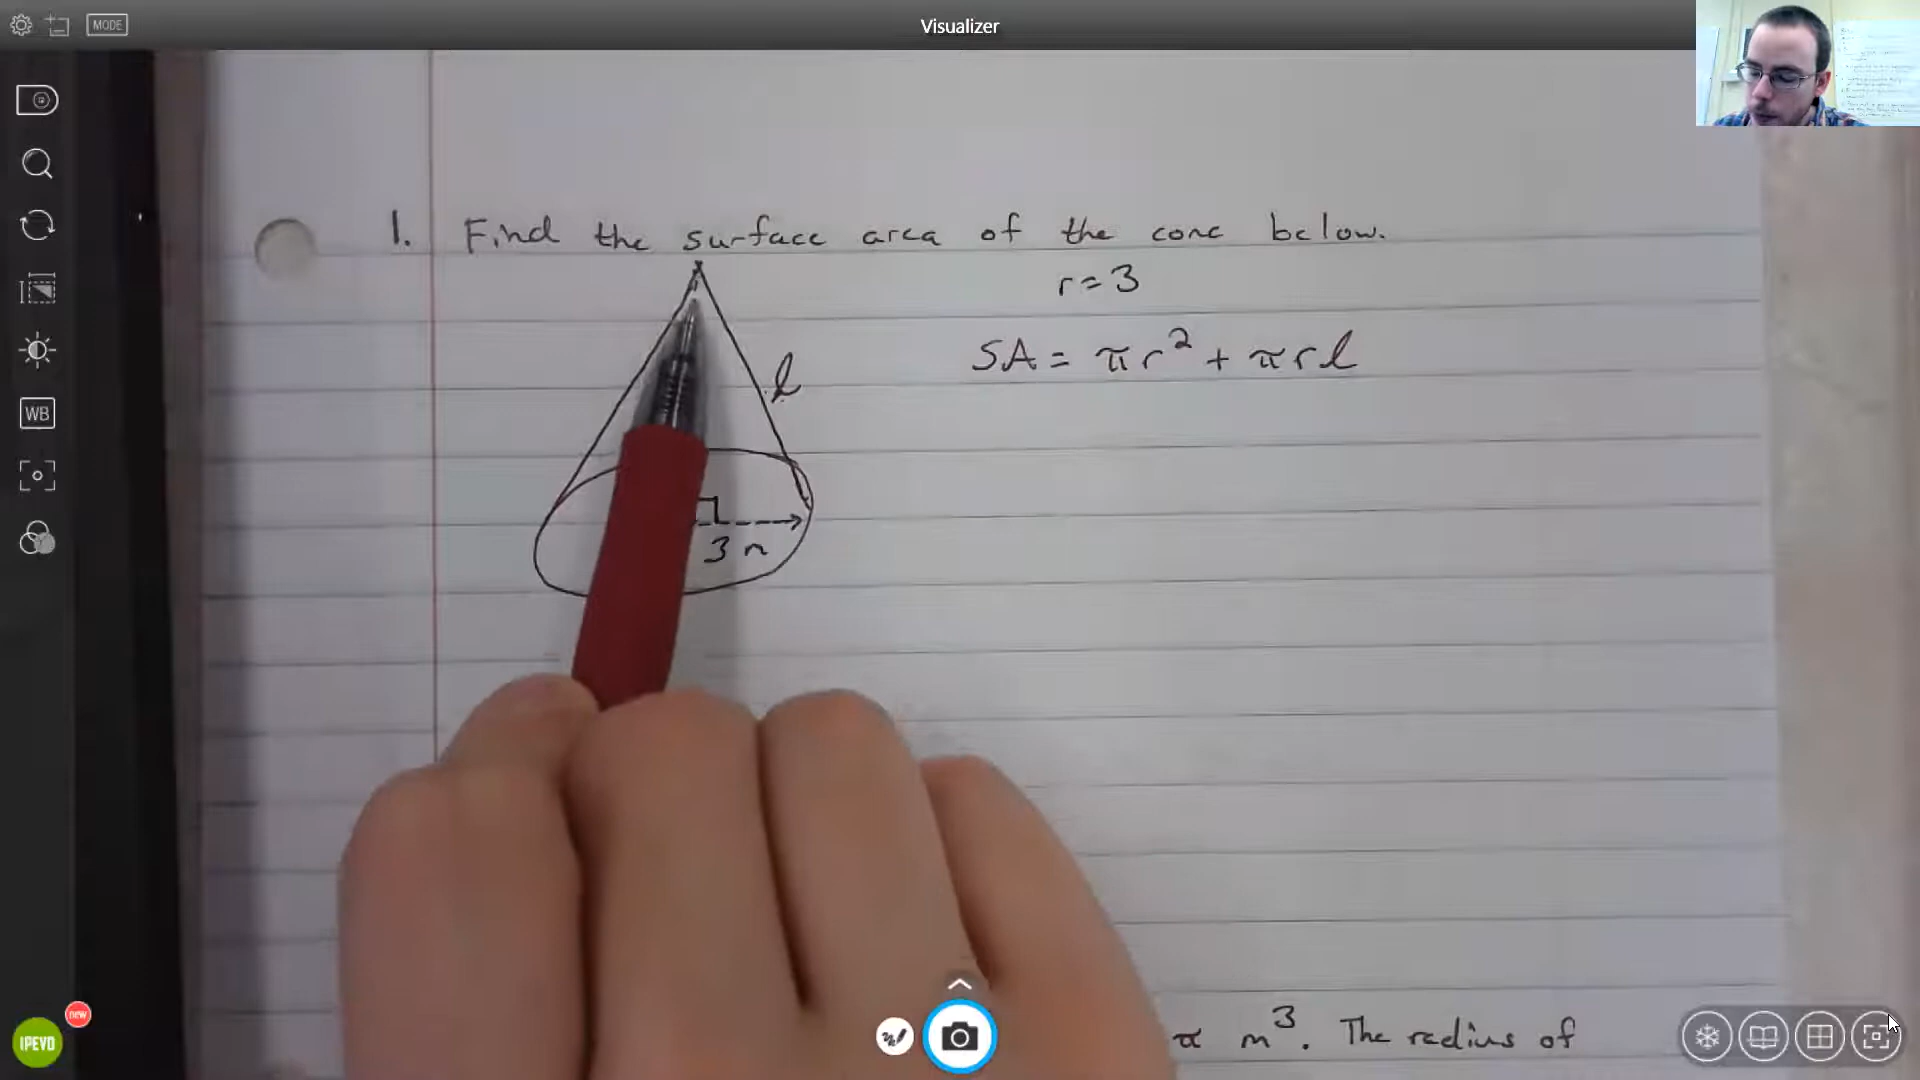 MODE
Visualizer
WB
1. Find the surface area of the cone below.
r = 3
SA = πr² + πrl
l
3 m
π m³. The radius of
new
IPEVO